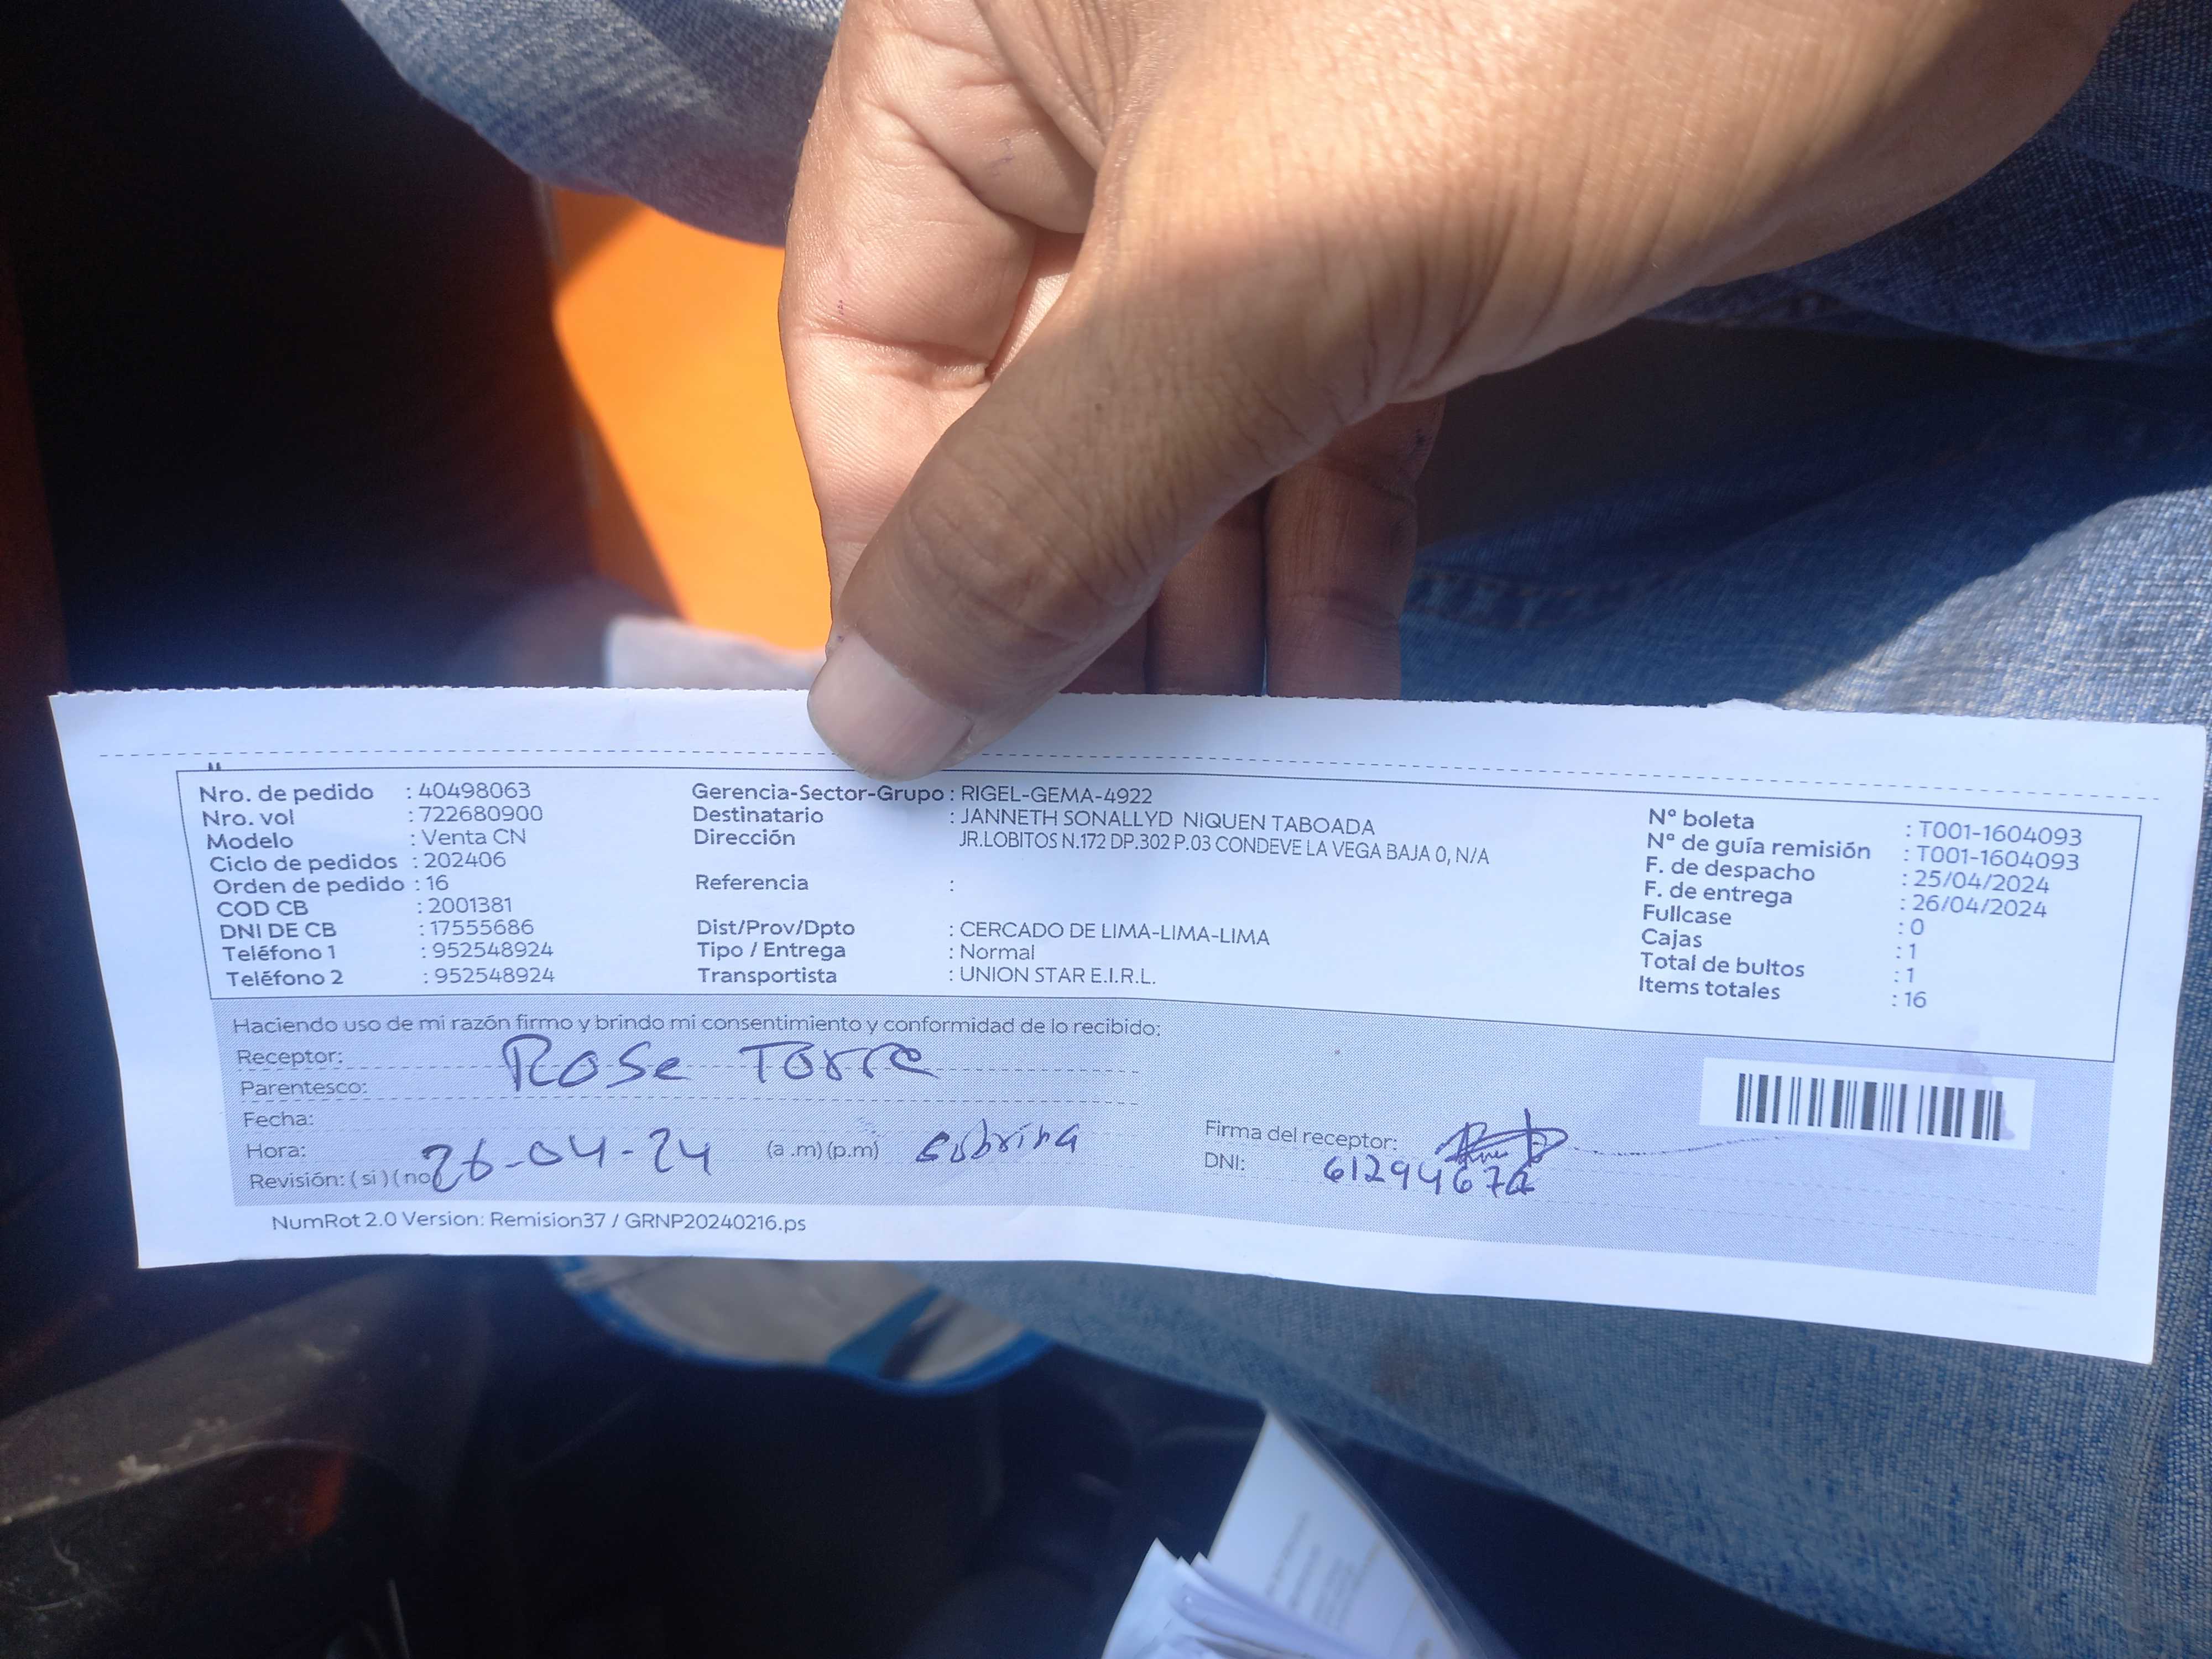 Nro. de pedido : 40498063
Nro. vol : 722680900
Modelo : Venta CN
Ciclo de pedidos : 202406
Orden de pedido : 16
COD CB : 2001381
DNI DE CB : 17555686
Teléfono 1 : 952548924
Teléfono 2 : 952548924
Gerencia-Sector-Grupo : RIGEL-GEMA-4922
Destinatario : JANNETH SONALLYD NIQUEN TABOADA
Dirección JR.LOBITOS N.172 DP.302 P.03 CONDEVE LA VEGA BAJA 0, N/A
Referencia :
Dist/Prov/Dpto : CERCADO DE LIMA-LIMA-LIMA
Tipo / Entrega : Normal
Transportista : UNION STAR E.I.R.L.
Nº boleta : T001-1604093
Nº de guía remisión : T001-1604093
F. de despacho : 25/04/2024
F. de entrega : 26/04/2024
Fullcase : 0
Cajas : 1
Total de bultos : 1
Items totales : 16
Haciendo uso de mi razón firmo y brindo mi consentimiento y conformidad de lo recibido:
Receptor: Rose Torre
Parentesco:
Fecha:
Hora: 26-04-24 (a.m)(p.m) sobrina
Revisión: (si)(no
Firma del receptor:
DNI:
NumRot 2.0 Version: Remision37 / GRNP20240216.ps